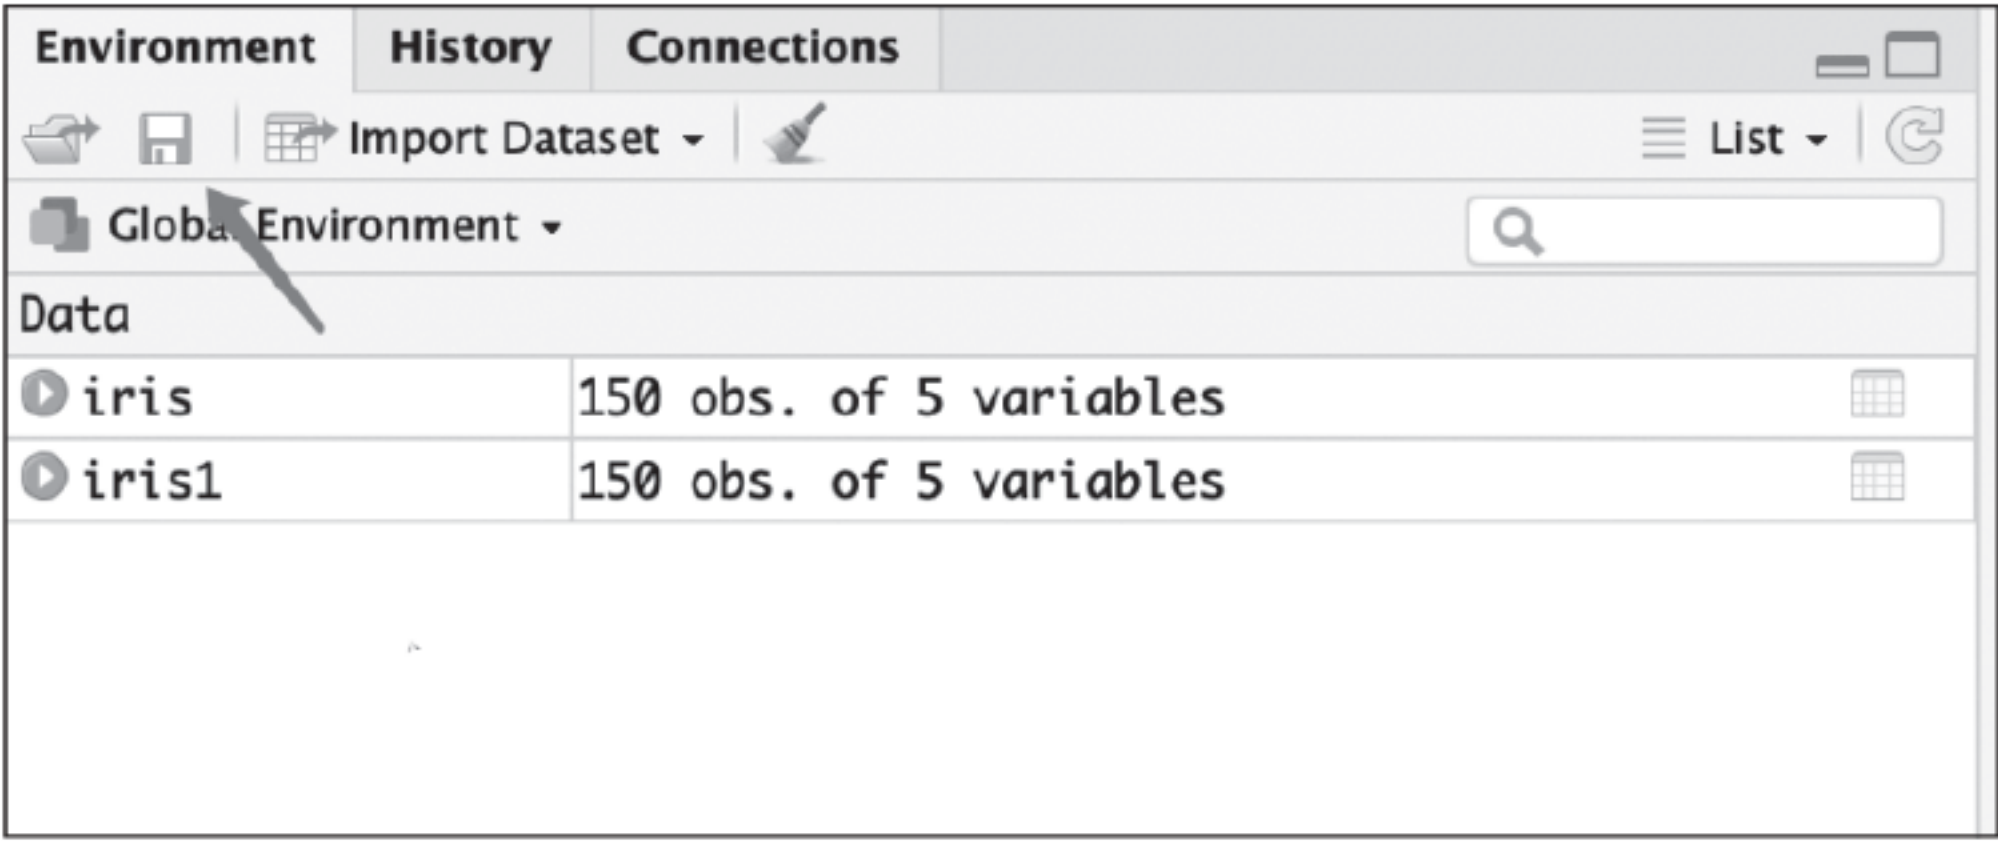 Environment History Connections
Import Dataset List
Global Environment
Data
iris 150 obs. of 5 variables
iris1 150 obs. of 5 variables